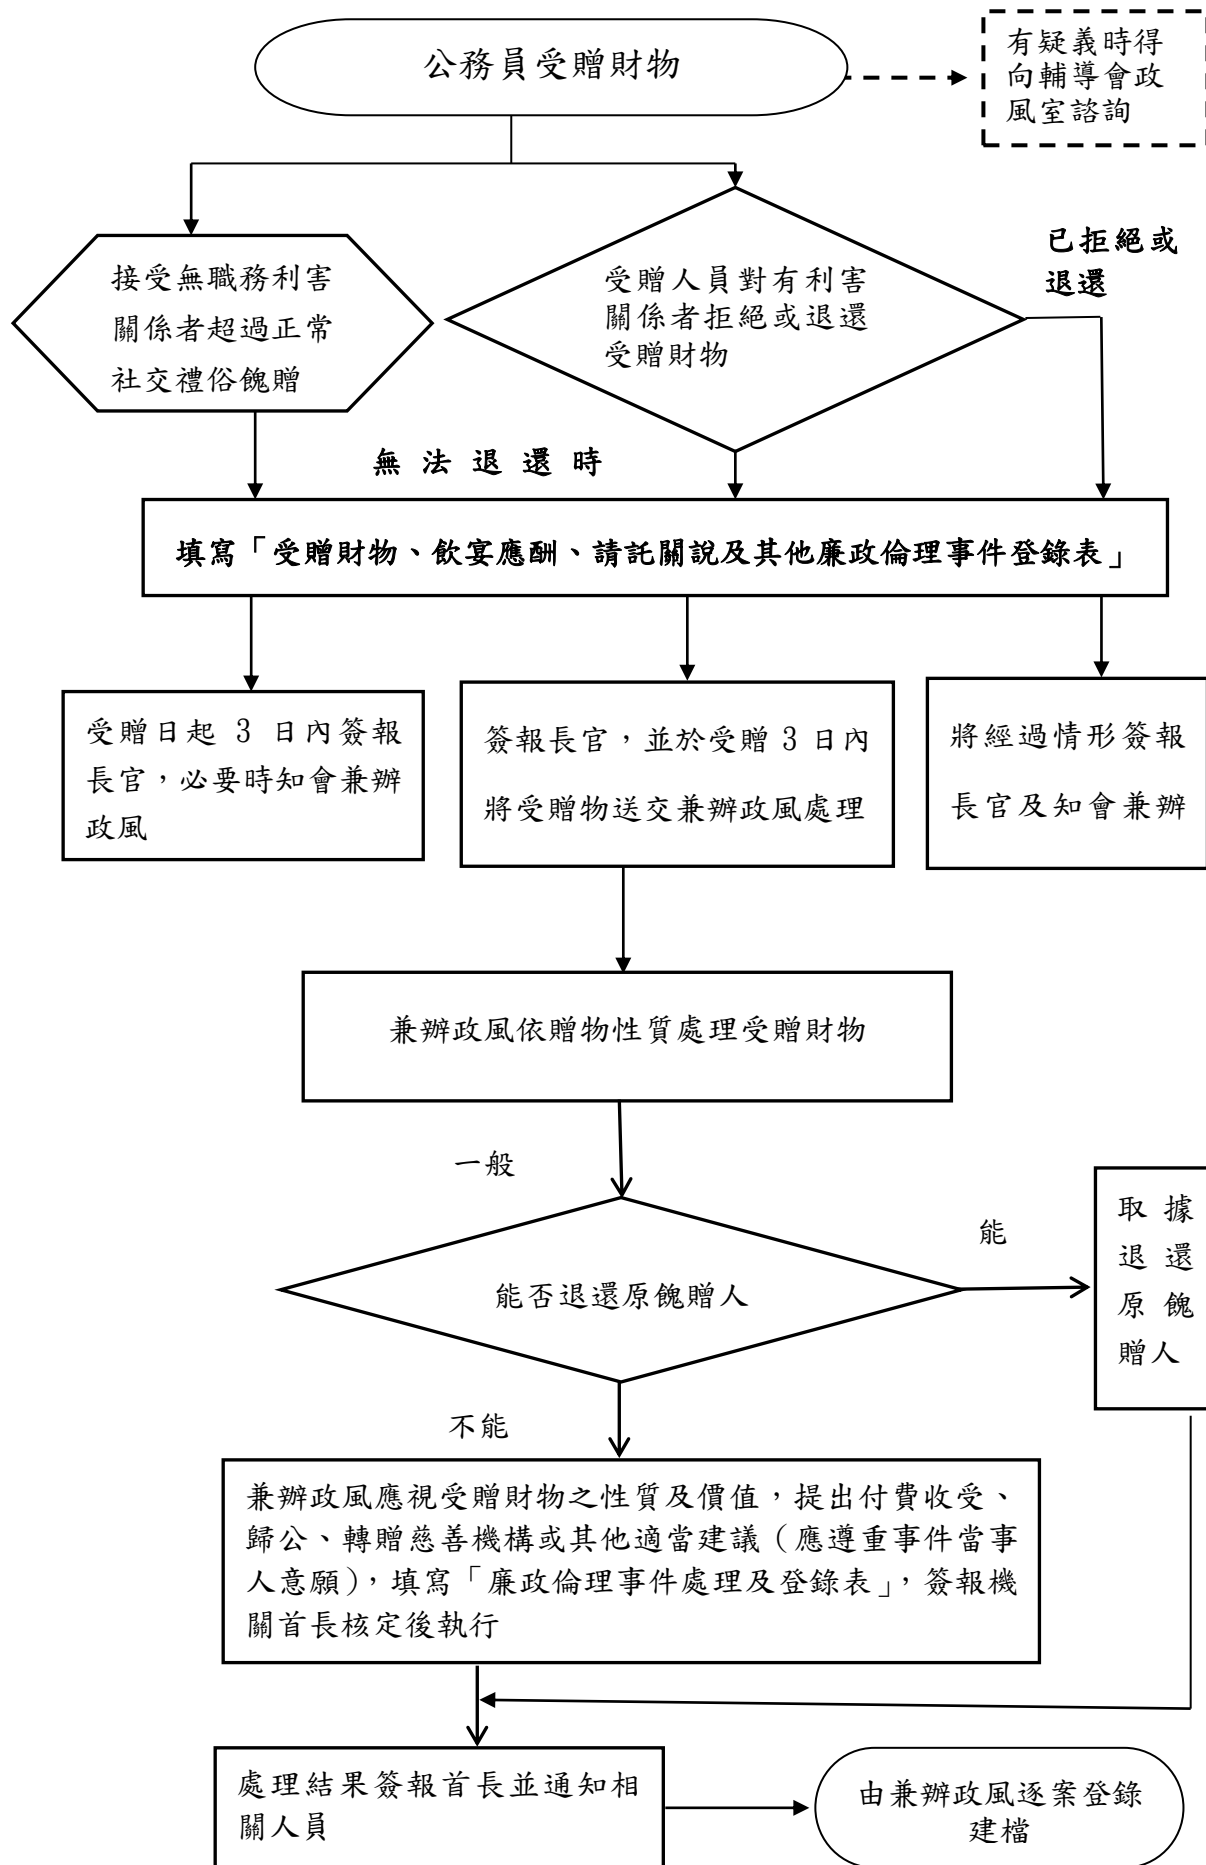 公務員受贈財物
有疑義時得
向輔導會政
風室諮詢
接受無職務利害
關係者超過正常
社交禮俗餽贈
受贈人員對有利害
關係者拒絕或退還
受贈財物
已拒絕或
退還
無法退還時
填寫「受贈財物、飲宴應酬、請託關說及其他廉政倫理事件登錄表」
受贈日起 3 日內簽報
長官，必要時知會兼辦
政風
簽報長官，並於受贈 3 日內
將受贈物送交兼辦政風處理
將經過情形簽報
長官及知會兼辦
兼辦政風依贈物性質處理受贈財物
一般
能否退還原餽贈人
能
取據
退還
原餽
贈人
不能
兼辦政風應視受贈財物之性質及價值，提出付費收受、
歸公、轉贈慈善機構或其他適當建議（應遵重事件當事
人意願），填寫「廉政倫理事件處理及登錄表」，簽報機
關首長核定後執行
處理結果簽報首長並通知相
關人員
由兼辦政風逐案登錄
建檔